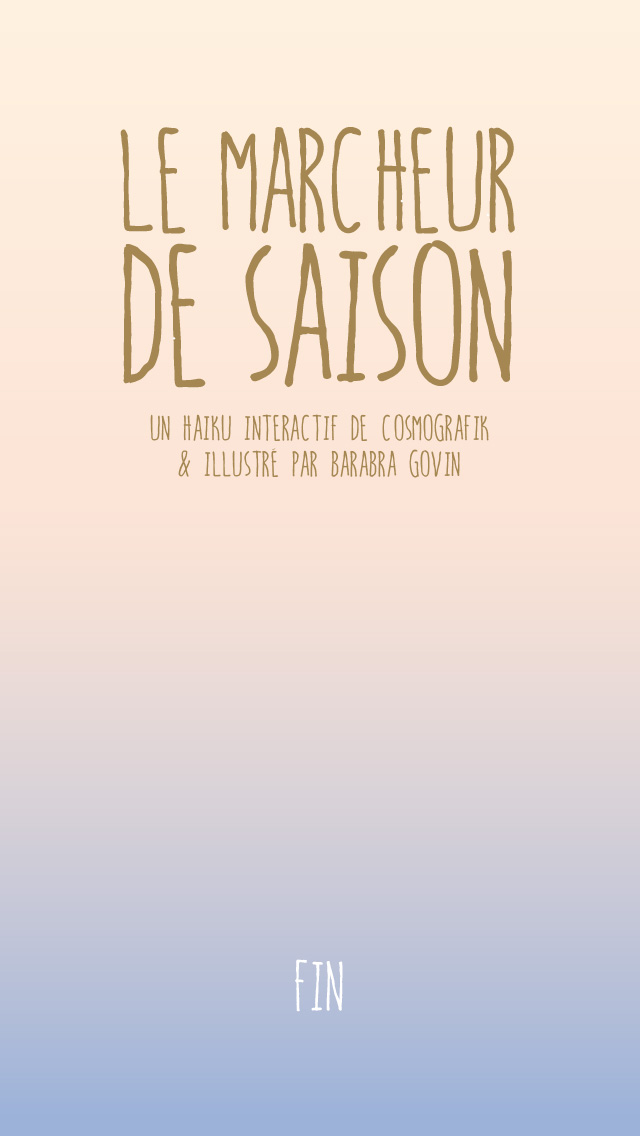 LE MARCHEUR
DE SAISON
UN HAIKU INTERACTIF DE COSMOGRAFIK
& ILLUSTRÉ PAR BARABRA GOVIN
FIN